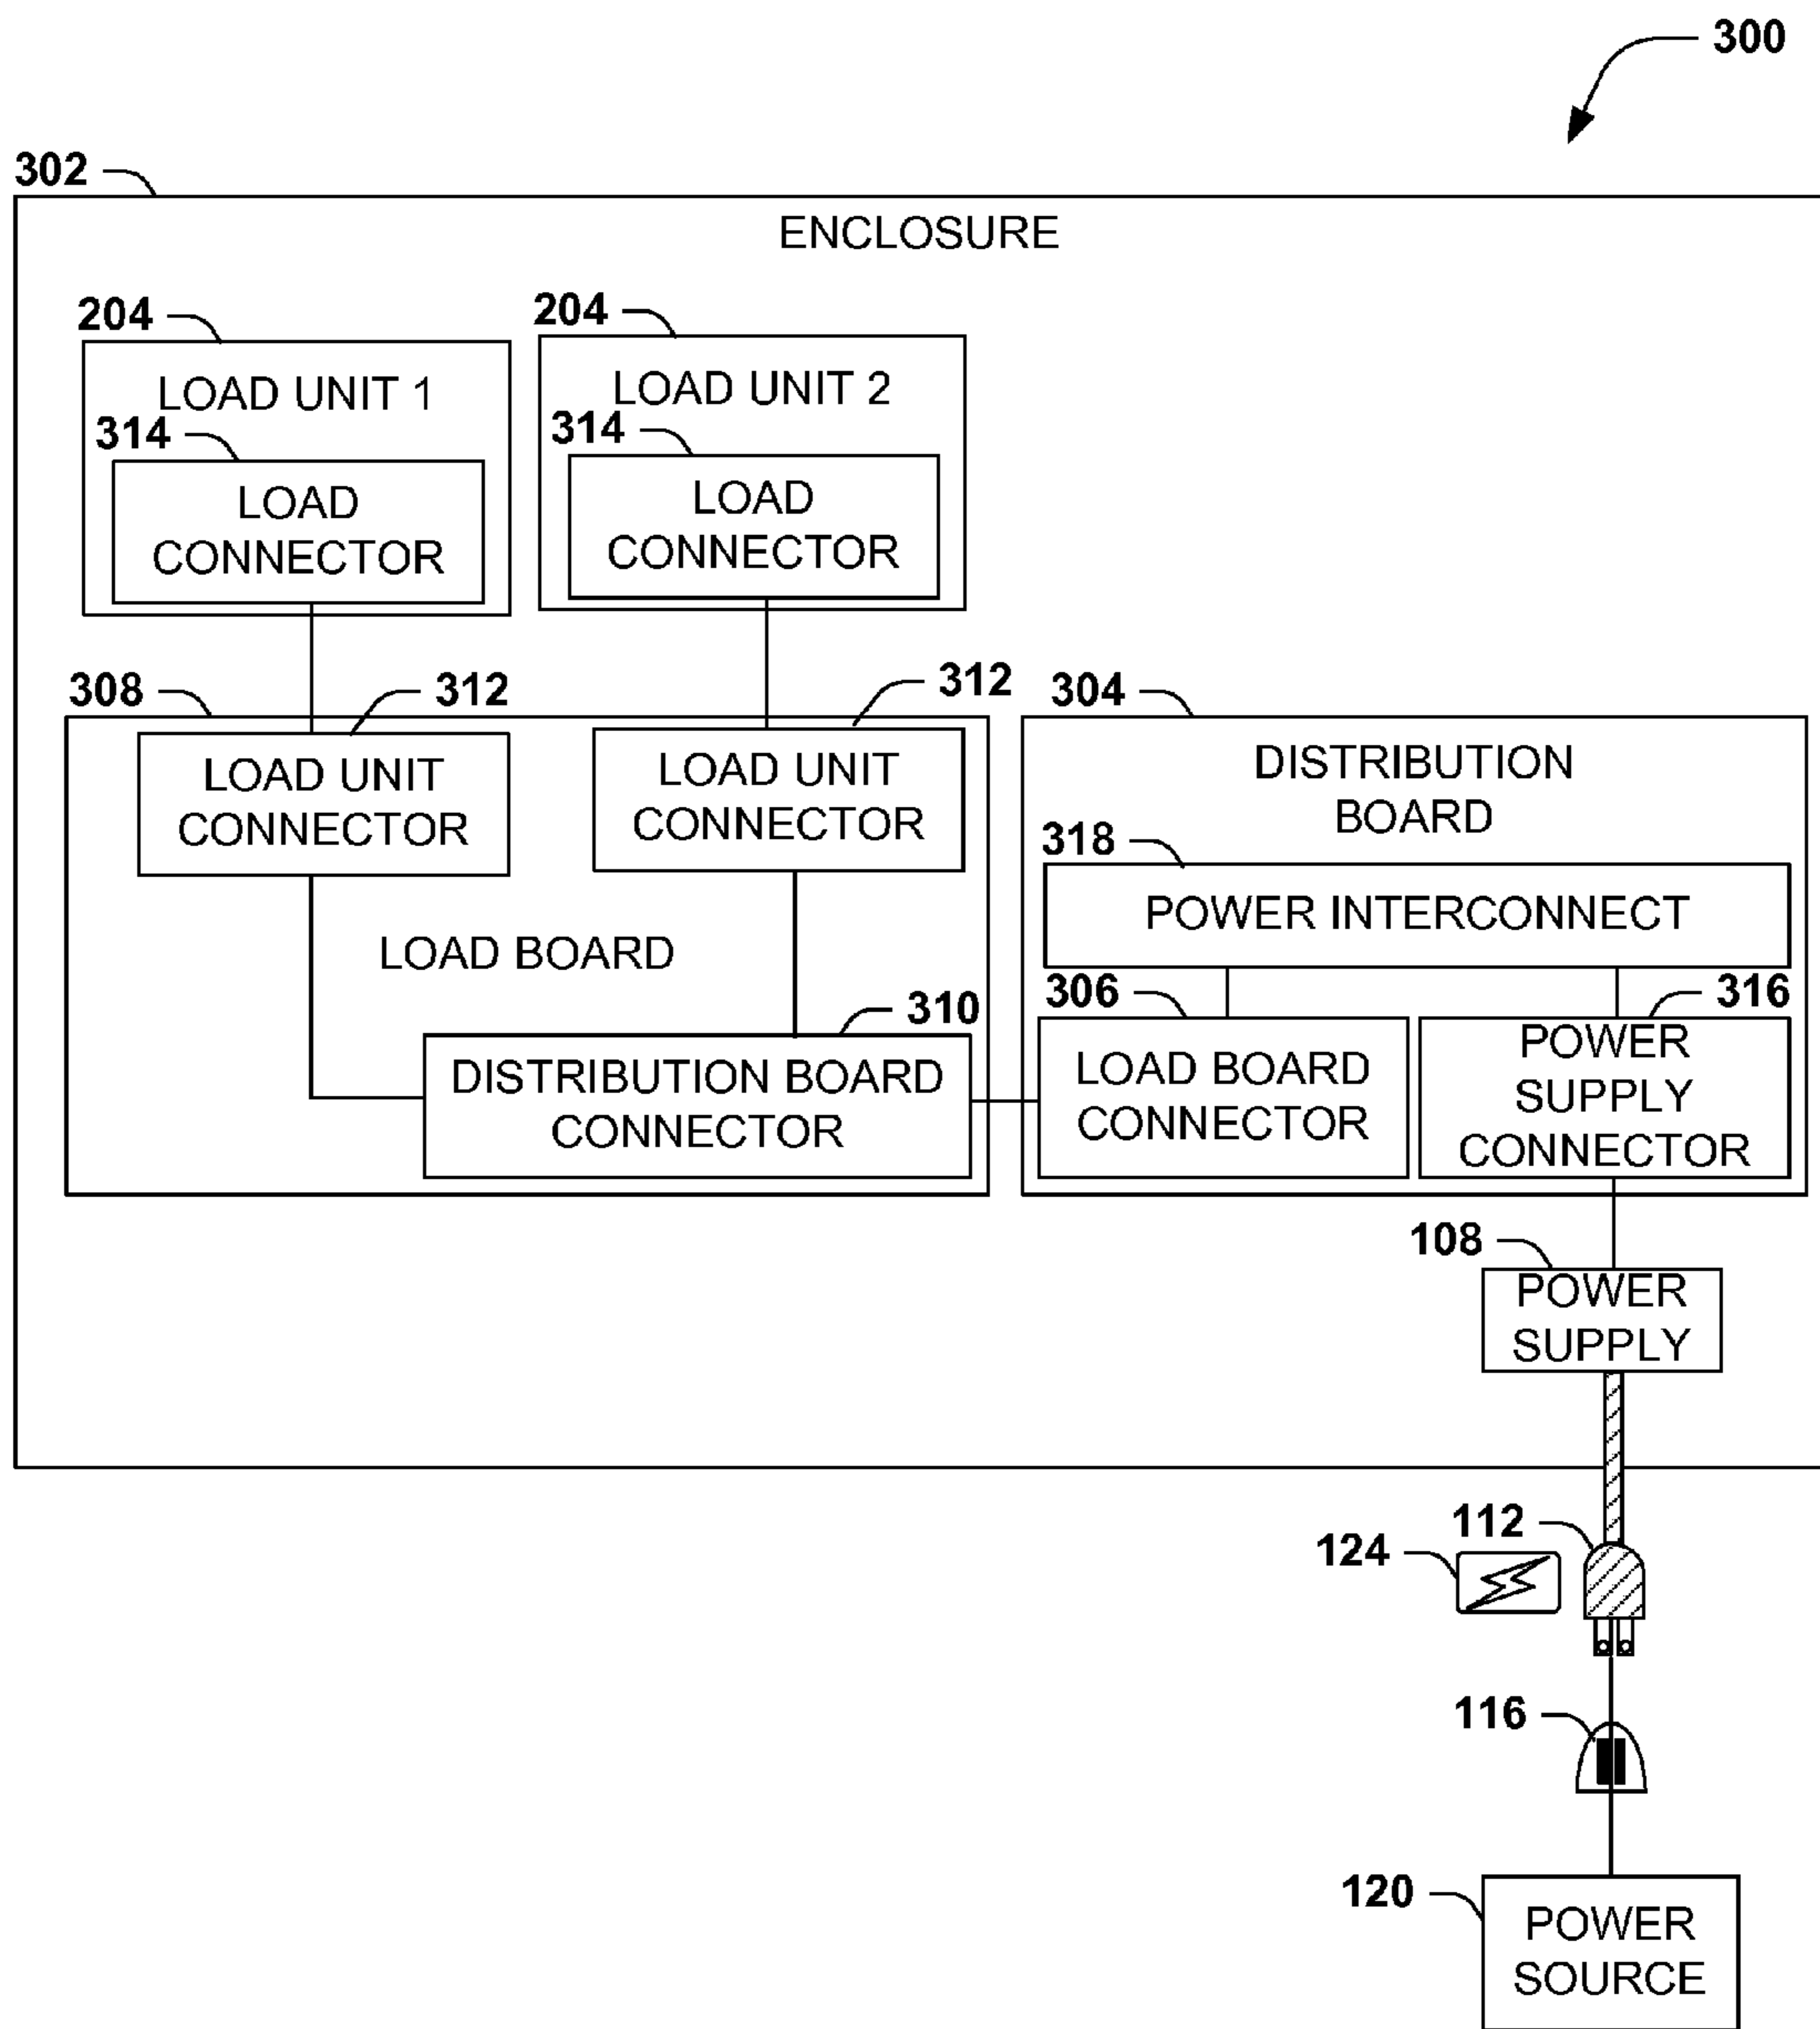 300
302
ENCLOSURE
204
204
LOAD UNIT 1
LOAD UNIT 2
314
314
LOAD
CONNECTOR
LOAD
CONNECTOR
308
312
312
304
LOAD UNIT
CONNECTOR
LOAD UNIT
CONNECTOR
DISTRIBUTION
BOARD
318
POWER INTERCONNECT
LOAD BOARD
306
316
310
DISTRIBUTION BOARD
CONNECTOR
LOAD BOARD
CONNECTOR
POWER
SUPPLY
CONNECTOR
108
POWER
SUPPLY
112
124
116
120
POWER
SOURCE